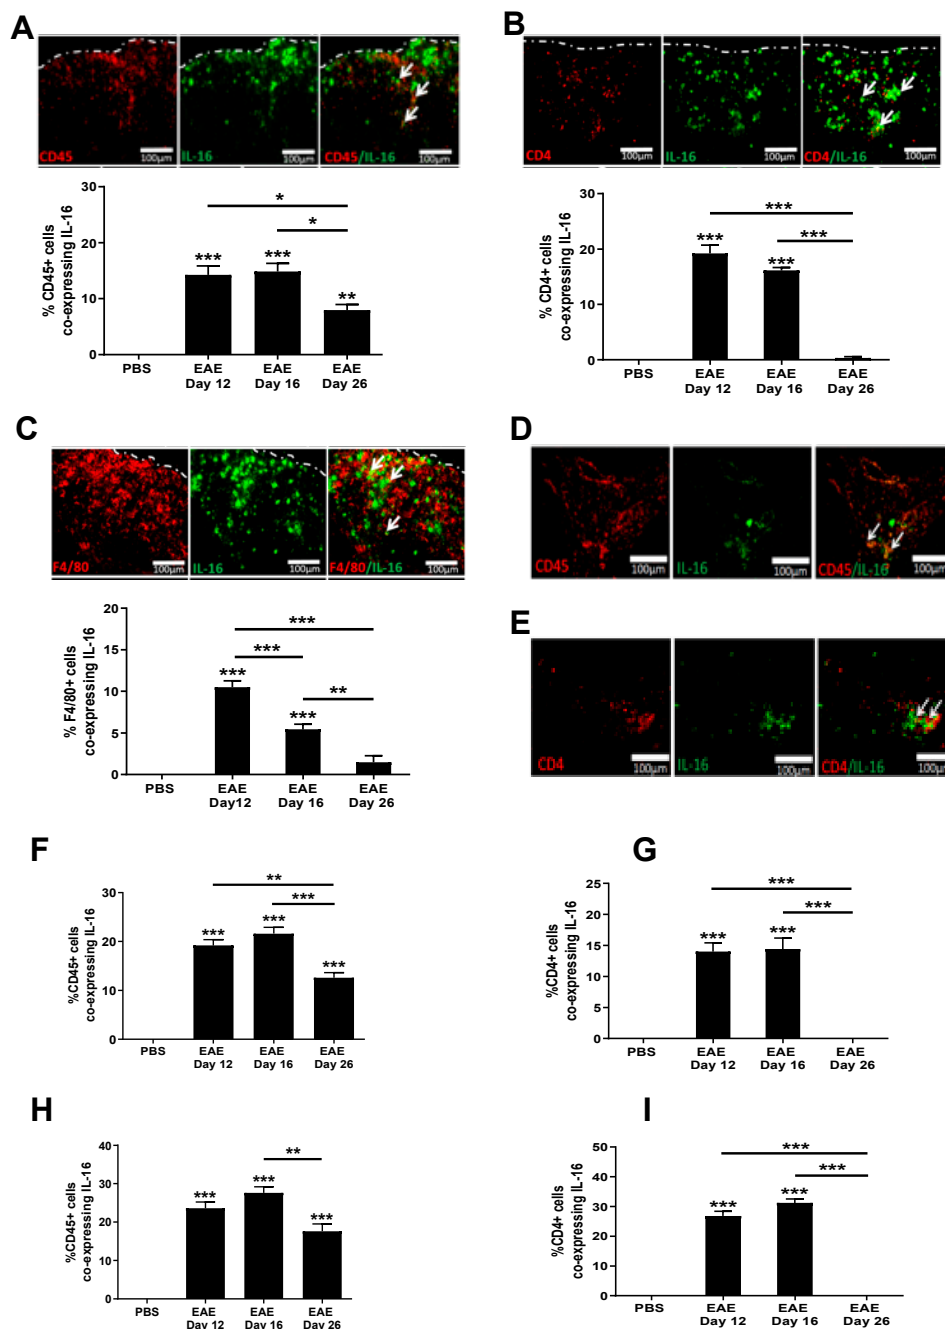 A
CD45
100μm
IL-16
100μm
CD45/IL-16
100μm
% CD45+ cells
co-expressing IL-16
30
20
10
0
*
*
***
***
**
PBS
EAE
Day 12
EAE
Day 16
EAE
Day 26
B
CD4
100μm
IL-16
100μm
CD4/IL-16
100μm
% CD4+ cells
co-expressing IL-16
30
20
10
0
***
***
***
***
PBS
EAE
Day 12
EAE
Day 16
EAE
Day 26
C
F4/80
100μm
IL-16
100μm
F4/80/IL-16
100μm
% F4/80+ cells
co-expressing IL-16
20
15
10
5
0
***
***
**
***
***
PBS
EAE
Day12
EAE
Day 16
EAE
Day 26
D
CD45
100μm
IL-16
100μm
CD45/IL-16
100μm
E
CD4
100μm
IL-16
100μm
CD4/IL-16
100μm
F
%CD45+ cells
co-expressing IL-16
30
20
10
0
**
***
***
***
***
PBS
EAE
Day 12
EAE
Day 16
EAE
Day 26
G
%CD4+ cells
co-expressing IL-16
25
20
15
10
5
0
***
***
***
***
PBS
EAE
Day 12
EAE
Day 16
EAE
Day 26
H
%CD45+ cells
co-expressing IL-16
40
30
20
10
0
**
***
***
***
PBS
EAE
Day 12
EAE
Day 16
EAE
Day 26
I
%CD4+ cells
co-expressing IL-16
50
40
30
20
10
0
***
***
***
***
PBS
EAE
Day 12
EAE
Day 16
EAE
Day 26